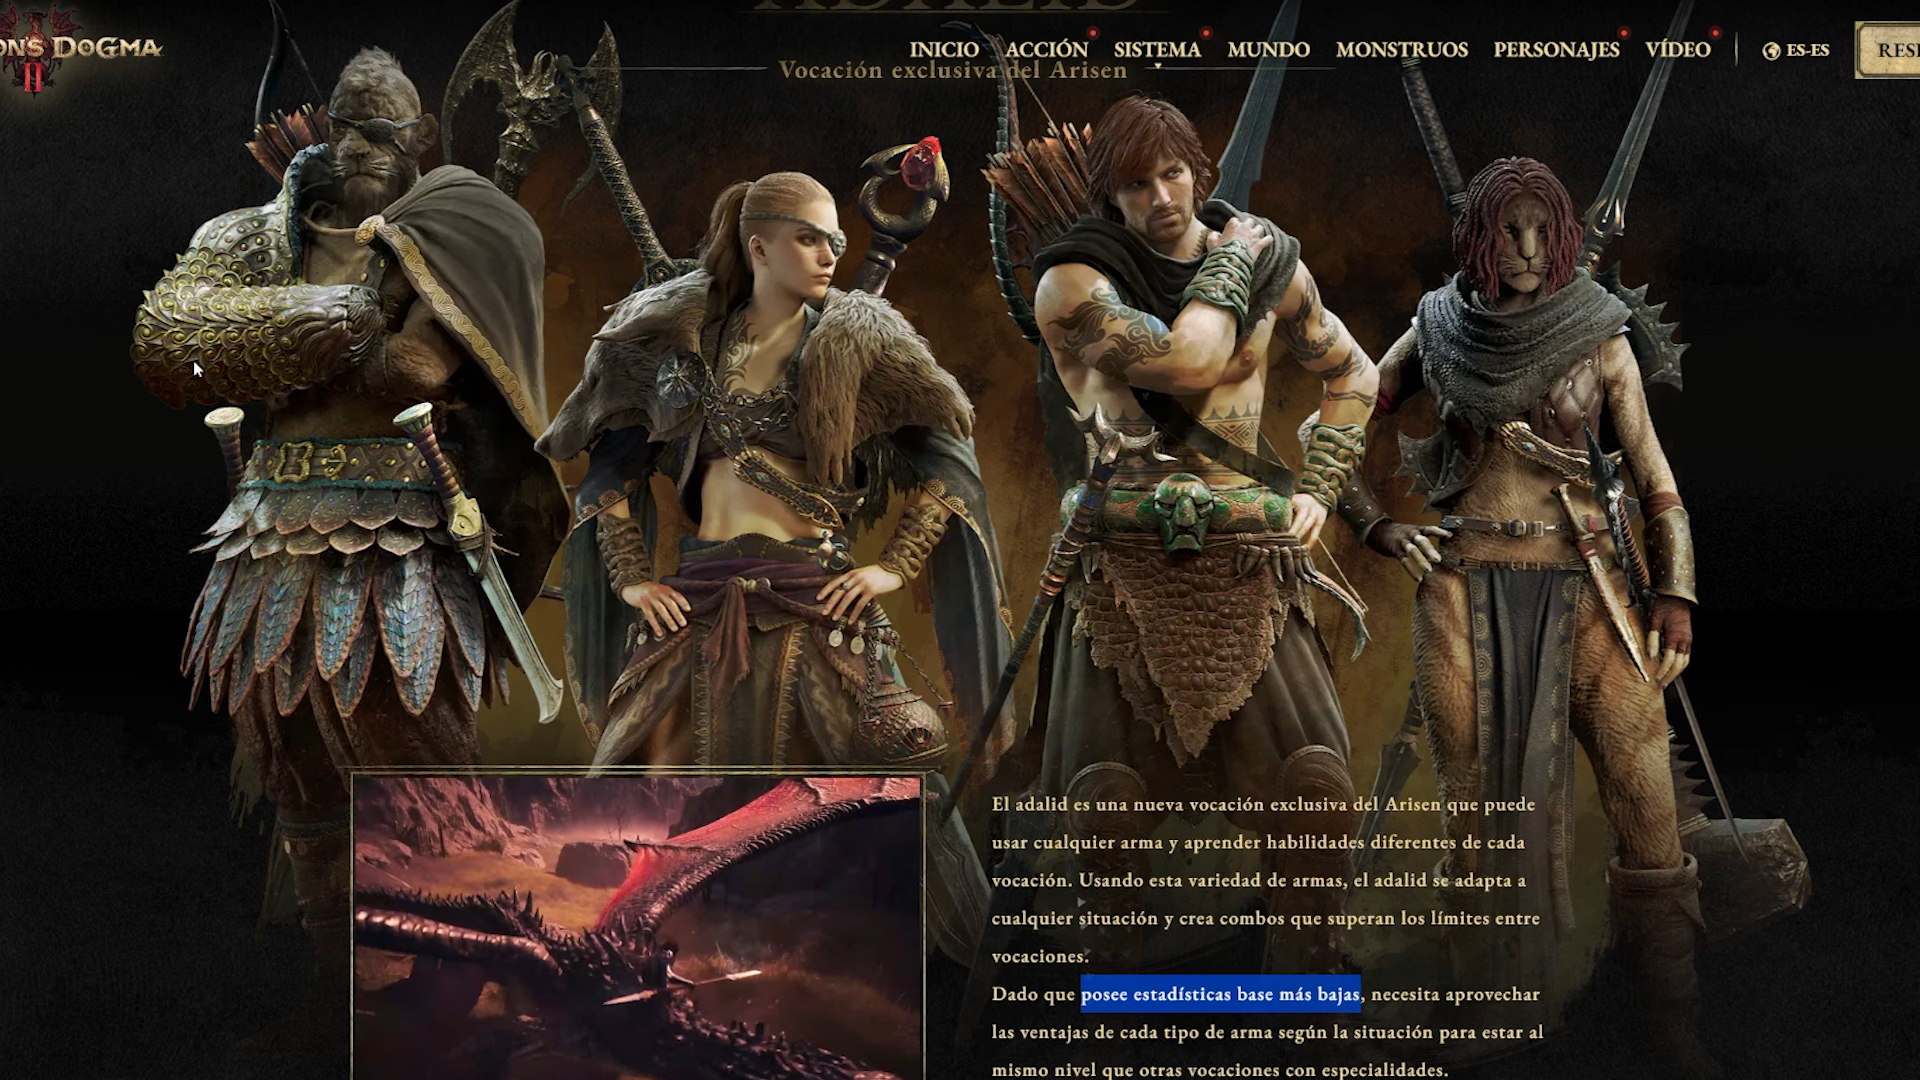 ADALID
ON'S DOGMA
II
INICIO ACCIÓN SISTEMA MUNDO MONSTRUOS PERSONAJES VÍDEO ES-ES RESE
Vocación exclusiva del Arisen
El adalid es una nueva vocación exclusiva del Arisen que puede
usar cualquier arma y aprender habilidades diferentes de cada
vocación. Usando esta variedad de armas, el adalid se adapta a
cualquier situación y crea combos que superan los límites entre
vocaciones.
Dado que posee estadísticas base más bajas, necesita aprovechar
las ventajas de cada tipo de arma según la situación para estar al
mismo nivel que otras vocaciones con especialidades.